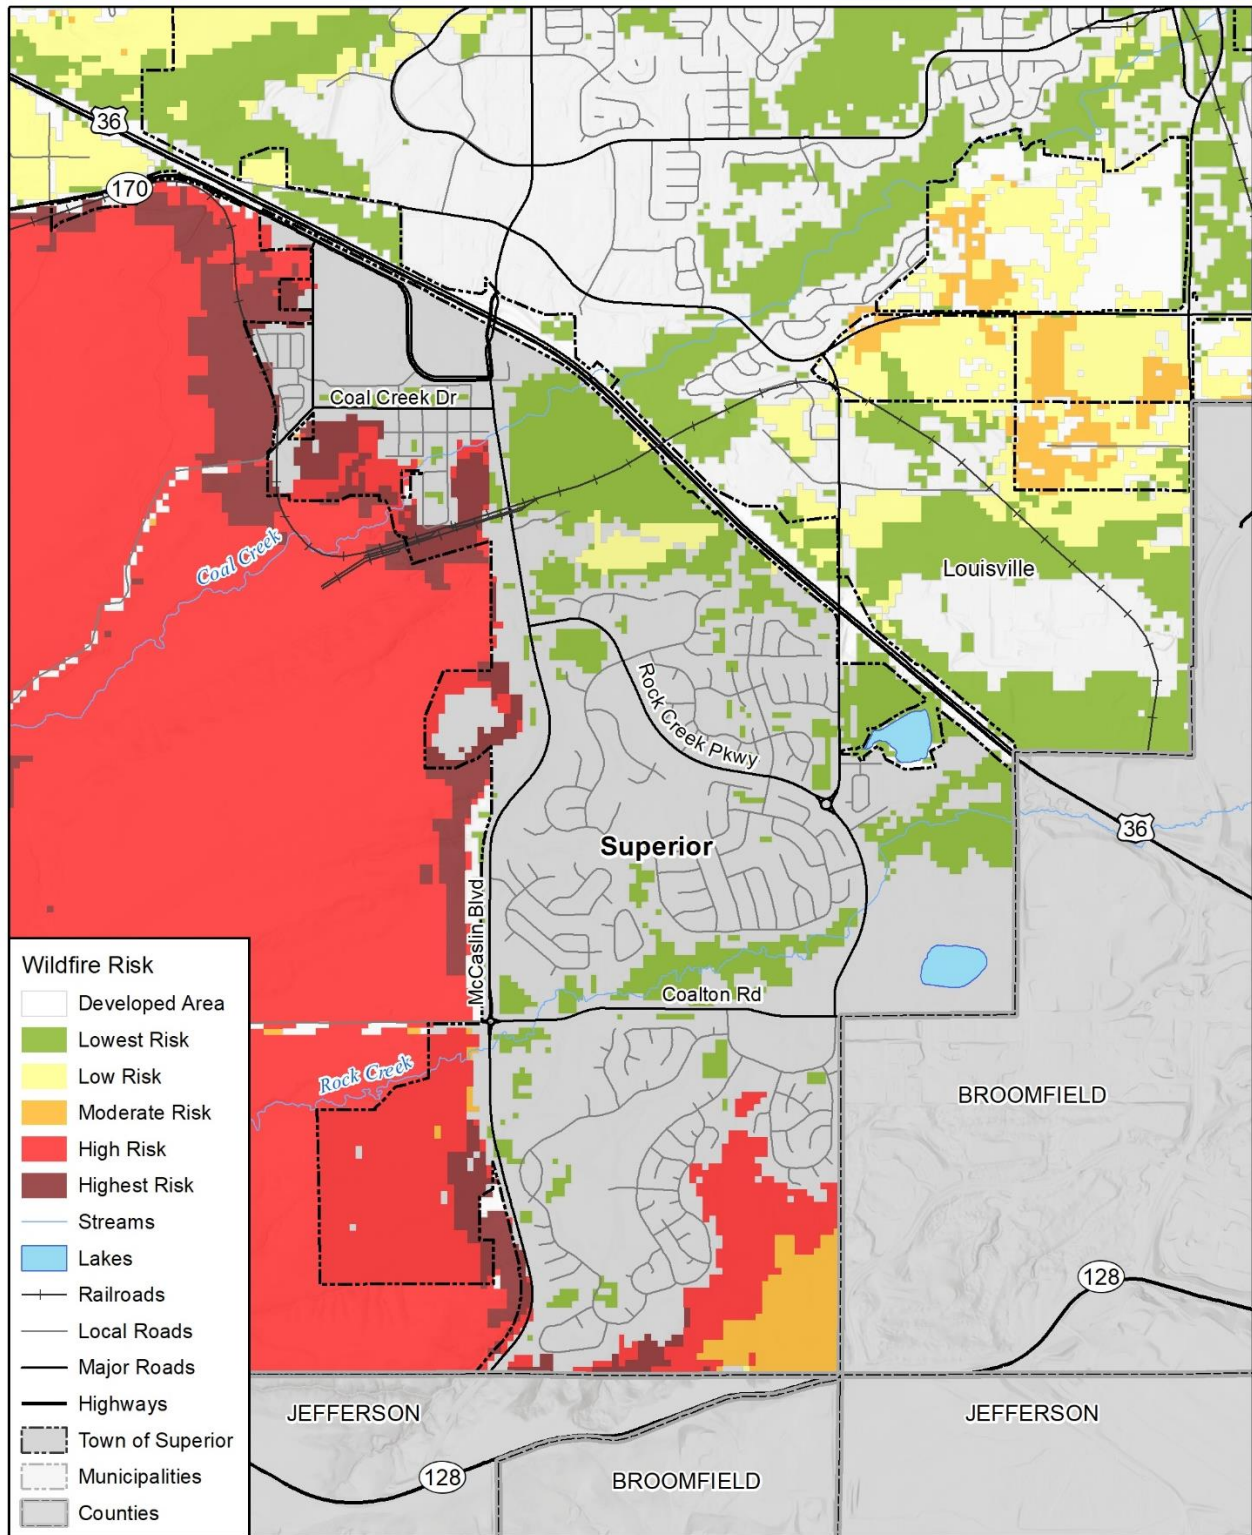 36
170
Coal Creek Dr
Coal Creek
Louisville
Rock Creek Pkwy
Superior
36
McCaslin Blvd
Coalton Rd
Rock Creek
BROOMFIELD
128
JEFFERSON
JEFFERSON
128
BROOMFIELD
Wildfire Risk
Developed Area
Lowest Risk
Low Risk
Moderate Risk
High Risk
Highest Risk
Streams
Lakes
Railroads
Local Roads
Major Roads
Highways
Town of Superior
Municipalities
Counties